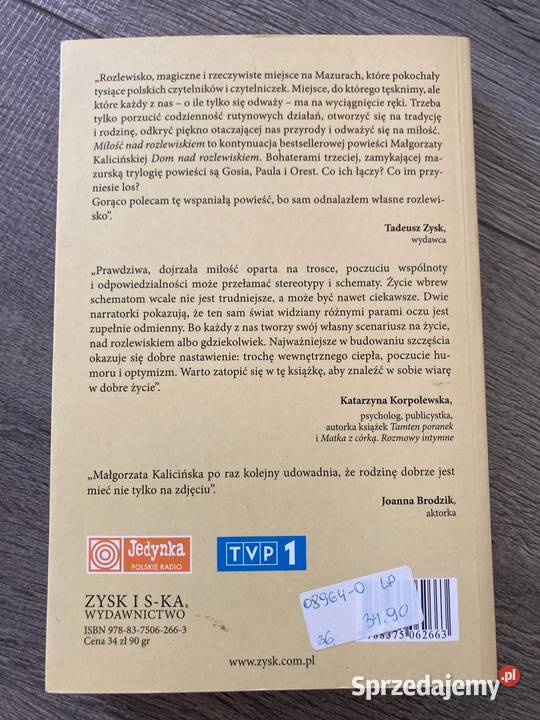 „Rozlewisko, magiczne i rzeczywiste miejsce na Mazurach, które pokochały
tysiące polskich czytelników i czytelniczek. Miejsce, do którego tęsknimy, ale
które każdy z nas – o ile tylko się odważy – ma na wyciągnięcie ręki. Trzeba
tylko porzucić codzienność rutynowych działań, otworzyć się na tradycję
i rodzinę, odkryć piękno otaczającej nas przyrody i odważyć się na miłość.
Miłość nad rozlewiskiem to kontynuacja bestsellerowej powieści Małgorzaty
Kalicińskiej Dom nad rozlewiskiem. Bohaterami trzeciej, zamykającej ma-
zurską trylogię powieści są Gosia, Paula i Orest. Co ich łączy? Co im przy-
niesie los?
Gorąco polecam tę wspaniałą powieść, bo sam odnalazłem własne rozlewi-
sko”.
Tadeusz Zysk,
wydawca
„Prawdziwa, dojrzała miłość oparta na trosce, poczuciu wspólnoty
i odpowiedzialności może przełamać stereotypy i schematy. Życie wbrew
schematom wcale nie jest trudniejsze, a może być nawet ciekawsze. Dwie
narratorki pokazują, że ten sam świat widziany różnymi parami oczu jest
zupełnie odmienny. Bo każdy z nas tworzy swój własny scenariusz na życie,
nad rozlewiskiem albo gdziekolwiek. Najważniejsze w budowaniu szczęścia
okazuje się dobre nastawienie: trochę wewnętrznego ciepła, poczucie hu-
moru i optymizm. Warto zatopić się w tę książkę, aby znaleźć w sobie wiarę
w dobre życie”.
Katarzyna Korpolewska,
psycholog, publicystka,
autorka książek Tamten poranek
i Matka z córką. Rozmowy intymne
„Małgorzata Kalicińska po raz kolejny udowadnia, że rodzinę dobrze jest
mieć nie tylko na zdjęciu”.
Joanna Brodzik,
aktorka
Jedynka
POLSKIE RADIO
TVP 1
ZYSK I S-KA
WYDAWNICTWO
ISBN 978-83-7506-266-3
Cena 34 zł 90 gr
08964-0 LP
36 34.90
788375 062663
www.zysk.com.pl
Sprzedajemy.pl